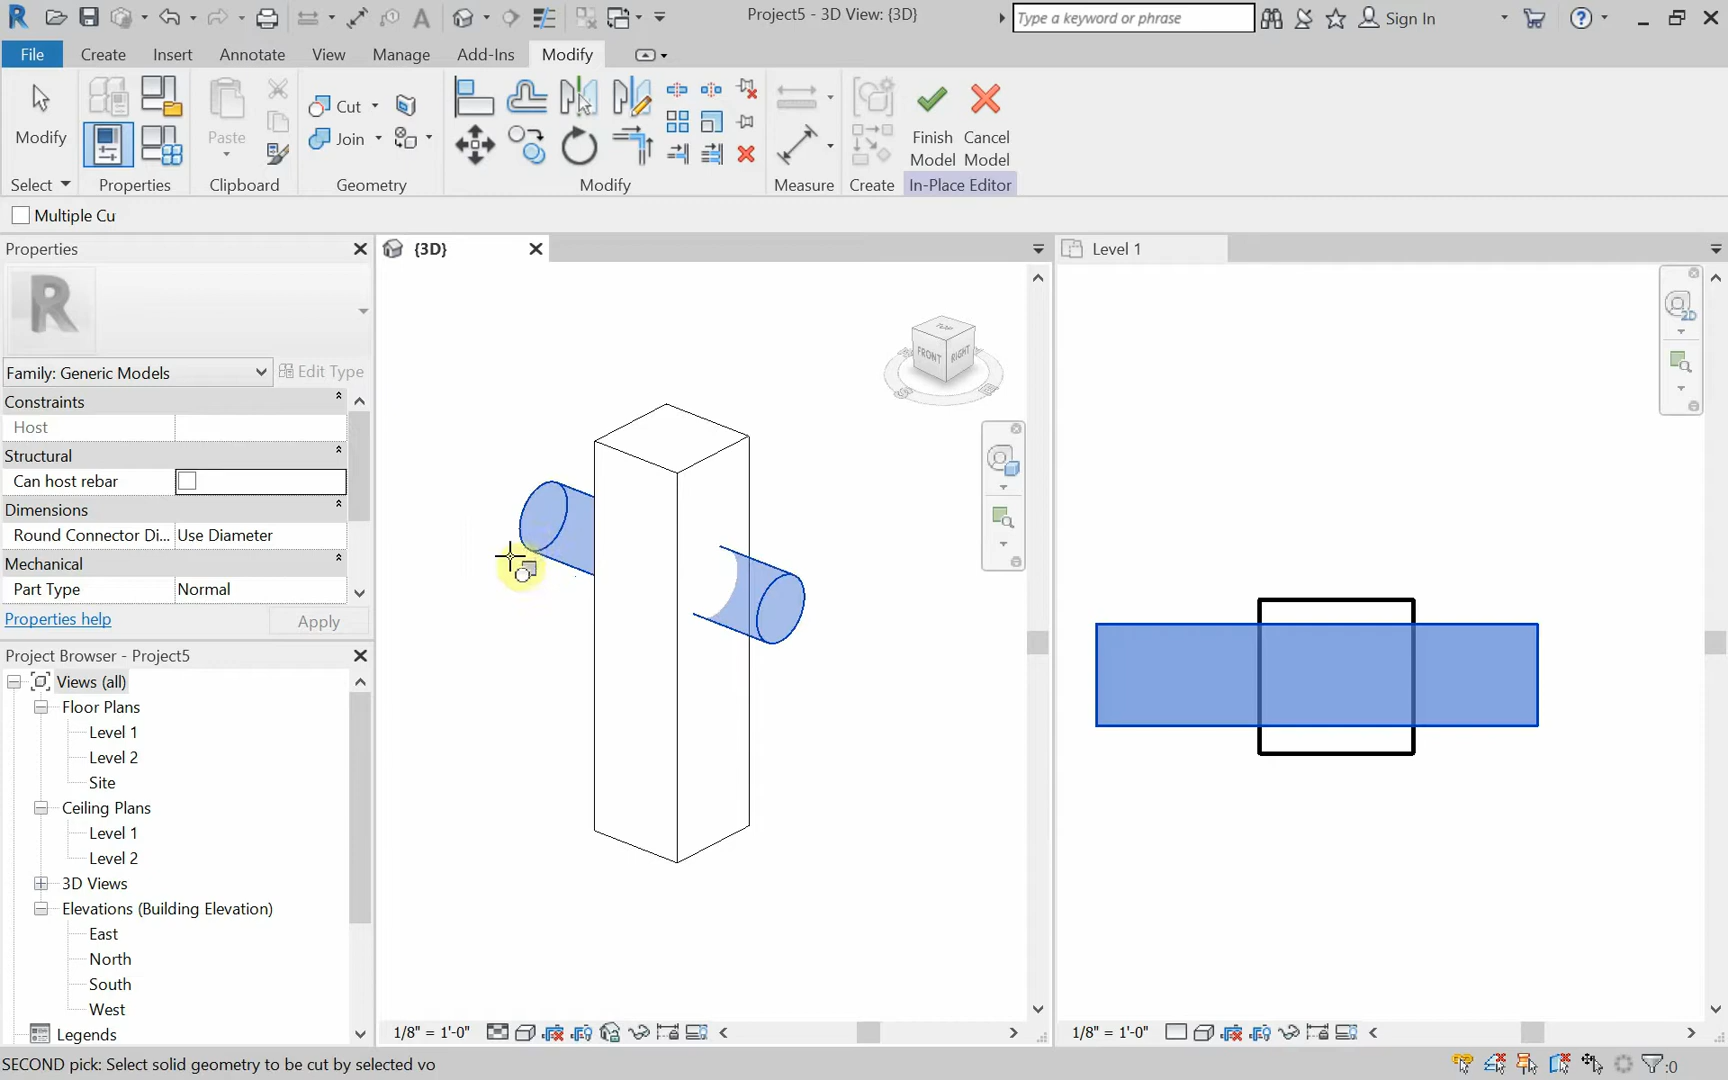 Project5 - 3D View: {3D}
Type a keyword or phrase
Sign In
File
Create
Insert
Annotate
View
Manage
Add-Ins
Modify
Modify
Paste
Cut
Join
Finish Model
Cancel Model
Select
Properties
Clipboard
Geometry
Modify
Measure
Create
In-Place Editor
Multiple Cu
Properties
{3D}
Level 1
Family: Generic Models
Edit Type
Constraints
Host
Structural
Can host rebar
Dimensions
Round Connector Di... Use Diameter
Mechanical
Part Type Normal
Properties help
Apply
Project Browser - Project5
Views (all)
Floor Plans
Level 1
Level 2
Site
Ceiling Plans
Level 1
Level 2
3D Views
Elevations (Building Elevation)
East
North
South
West
Legends
TOP
FRONT
RIGHT
2D
1/8" = 1'-0"
1/8" = 1'-0"
SECOND pick: Select solid geometry to be cut by selected vo
:0